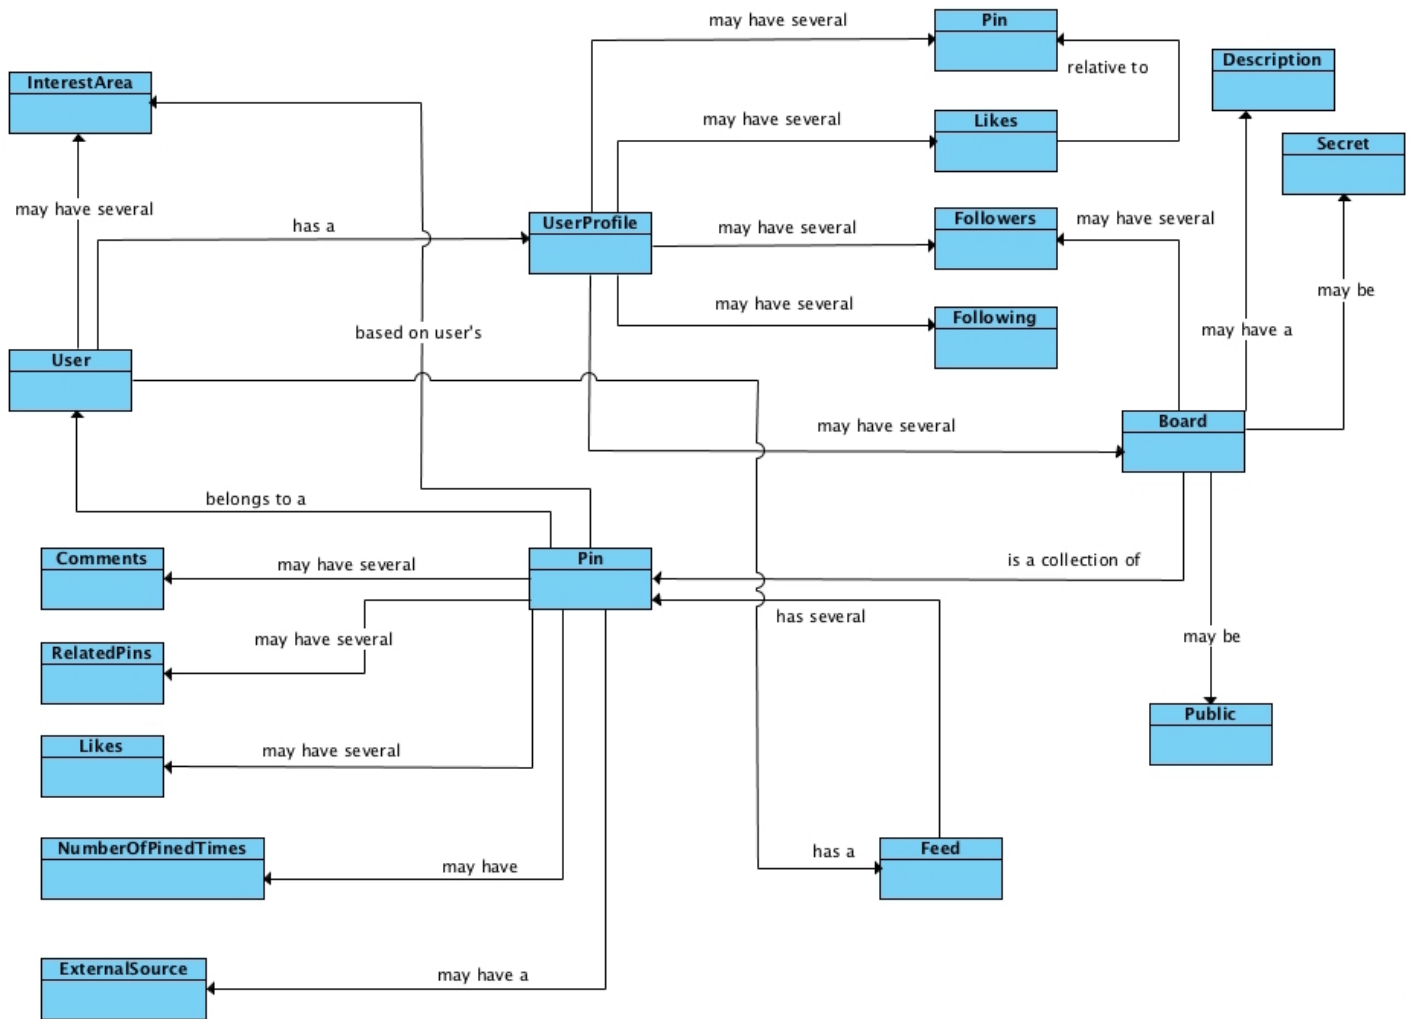 may have several
Pin
relative to
Description
InterestArea
may have several
Likes
Secret
may have several
has a
UserProfile
may have several
Followers
may have several
may have several
Following
may be
based on user's
may have a
User
may have several
Board
belongs to a
Comments
may have several
Pin
is a collection of
may have several
has several
RelatedPins
may be
Likes
may have several
Public
NumberOfPinedTimes
may have
has a
Feed
ExternalSource
may have a